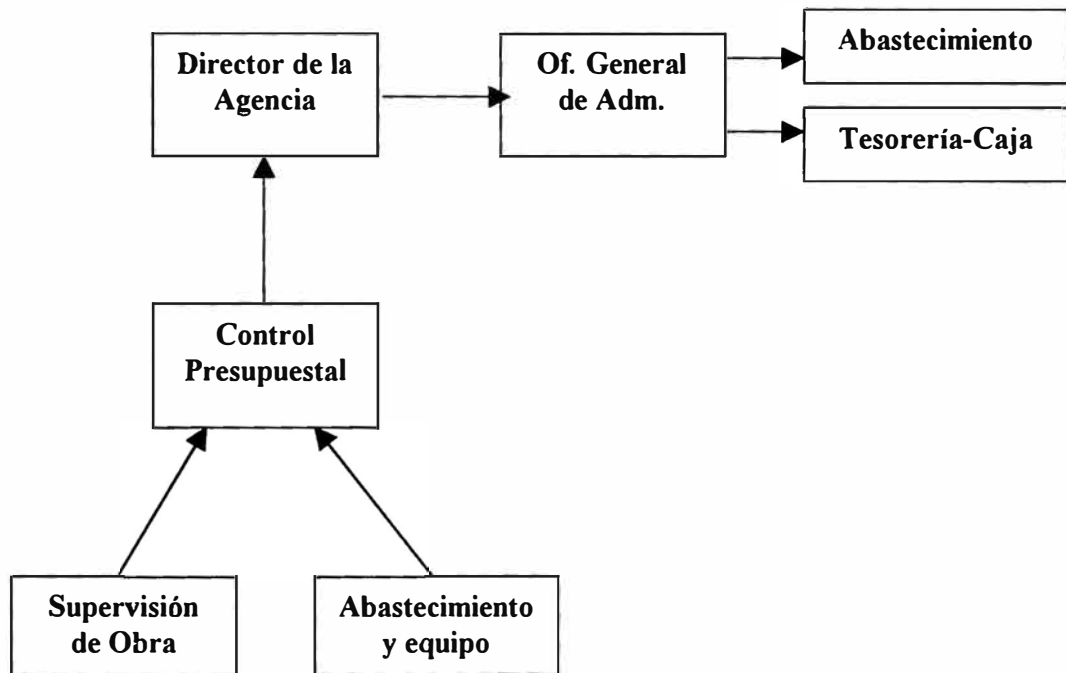 Director de la
Agencia
Of. General
de Adm.
Abastecimiento
Tesorería-Caja
Control
Presupuestal
Supervisión
de Obra
Abastecimiento
y equipo